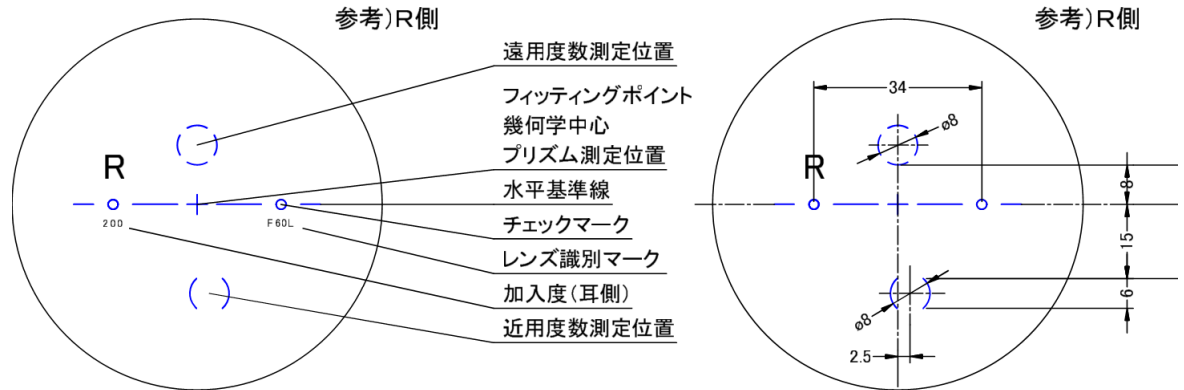 参考)R側
遠用度数測定位置
フィッティングポイント
幾何学中心
プリズム測定位置
水平基準線
チェックマーク
レンズ識別マーク
加入度(耳側)
近用度数測定位置
R
200
F60L
参考)R側
34
ø8
R
8
15
6
ø8
2.5